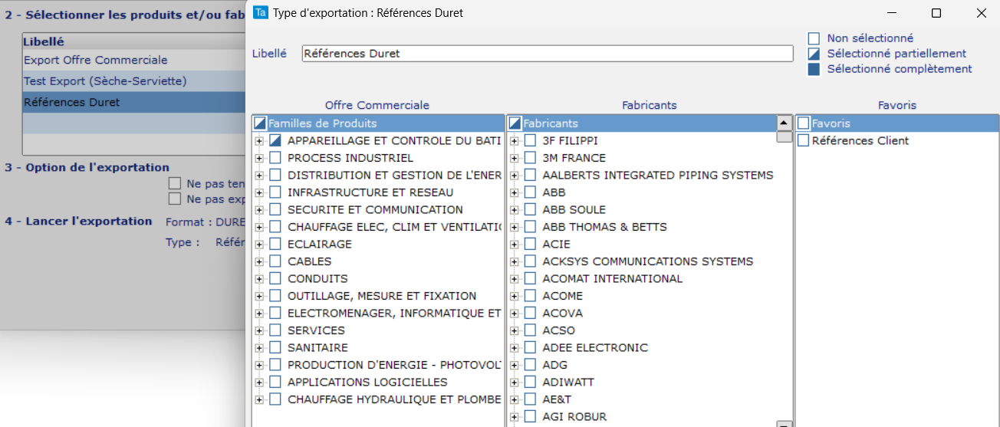 2 - Sélectionner les produits et/ou fab
Libellé
Export Offre Commerciale
Test Export (Sèche-Serviette)
Références Duret
3 - Option de l'exportation
Ne pas ten
Ne pas exp
4 - Lancer l'exportation
Format : DURE
Type : Référ
Ta Type d'exportation : Références Duret
Libellé Références Duret
Non sélectionné
Sélectionné partiellement
Sélectionné complètement
Offre Commerciale
Familles de Produits
APPAREILLAGE ET CONTROLE DU BATI
PROCESS INDUSTRIEL
DISTRIBUTION ET GESTION DE L'ENER
INFRASTRUCTURE ET RESEAU
SECURITE ET COMMUNICATION
CHAUFFAGE ELEC, CLIM ET VENTILATI
ECLAIRAGE
CABLES
CONDUITS
OUTILLAGE, MESURE ET FIXATION
ELECTROMENAGER, INFORMATIQUE ET
SERVICES
SANITAIRE
PRODUCTION D'ENERGIE - PHOTOVOL
APPLICATIONS LOGICIELLES
CHAUFFAGE HYDRAULIQUE ET PLOMBE
Fabricants
Fabricants
3F FILIPPI
3M FRANCE
AALBERTS INTEGRATED PIPING SYSTEMS
ABB
ABB SOULE
ABB THOMAS & BETTS
ACIE
ACKSYS COMMUNICATIONS SYSTEMS
ACOMAT INTERNATIONAL
ACOME
ACOVA
ACSO
ADEE ELECTRONIC
ADG
ADIWATT
AE&T
AGI ROBUR
Favoris
Favoris
Références Client